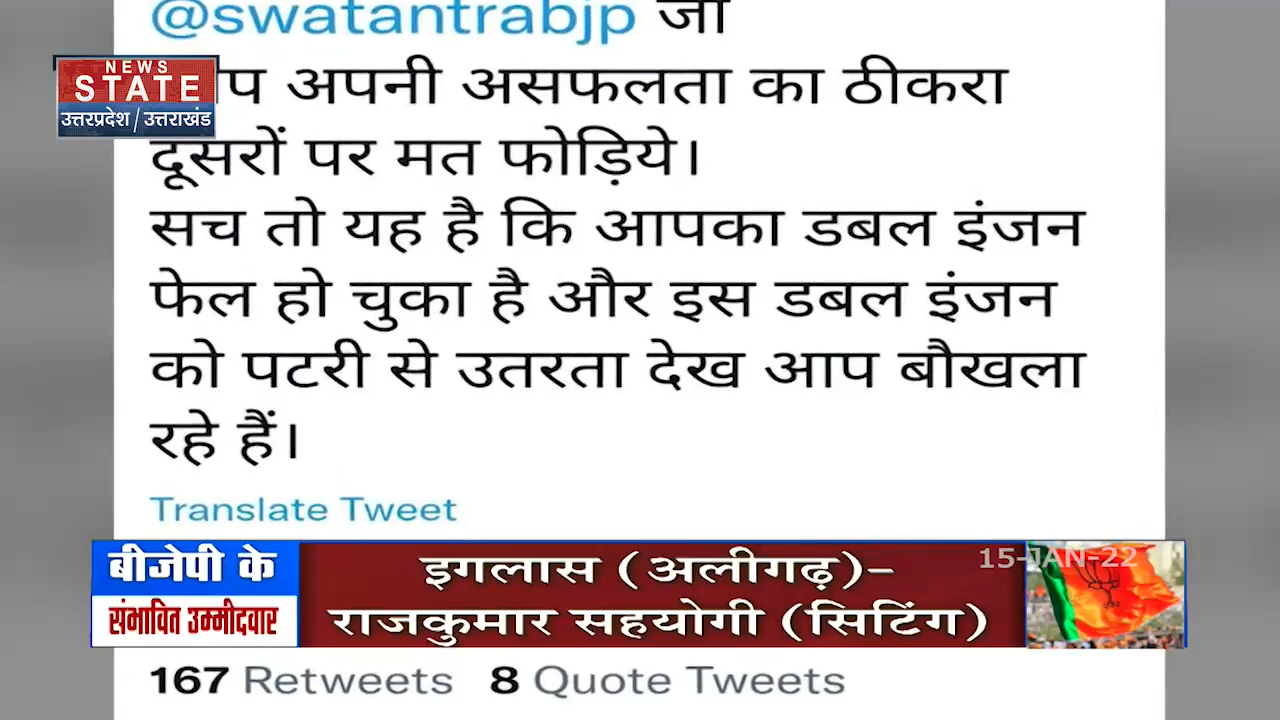 @swatantrabjp जी
NEWS
STATE
उत्तरप्रदेश/उत्तराखंड
अपनी असफलता का ठीकरा
दूसरों पर मत फोड़िये।
सच तो यह है कि आपका डबल इंजन
फेल हो चुका है और इस डबल इंजन
को पटरी से उतरता देख आप बौखला
रहे हैं।
Translate Tweet
बीजेपी के
संभावित उम्मीदवार
इगलास (अलीगढ़)-
राजकुमार सहयोगी (सिटिंग)
15-JAN-22
167 Retweets 8 Quote Tweets